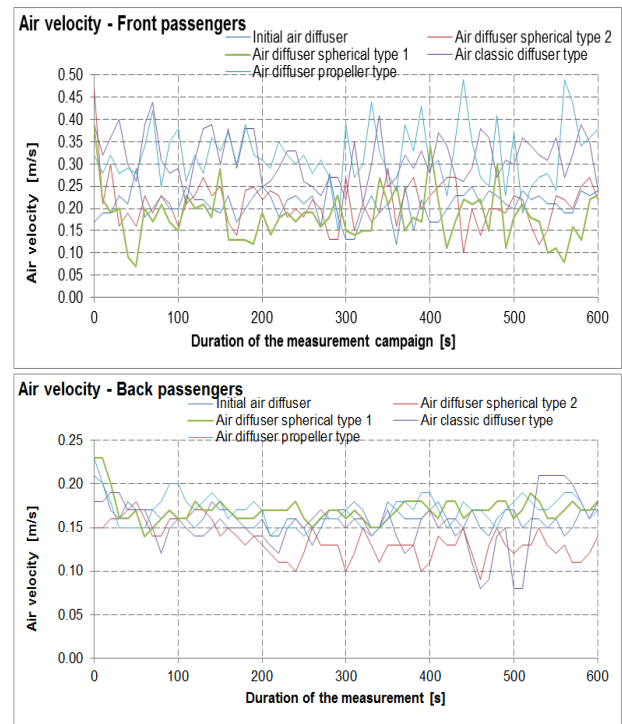 Air velocity - Front passengers
Initial air diffuser
Air diffuser spherical type 2
Air diffuser spherical type 1
Air classic diffuser type
Air diffuser propeller type
0.50
0.45
0.40
0.35
0.30
0.25
0.20
0.15
0.10
0.05
0.00
Air velocity [m/s]
0 100 200 300 400 500 600
Duration of the measurement campaign [s]
Air velocity - Back passengers
Initial air diffuser
Air diffuser spherical type 2
Air diffuser spherical type 1
Air classic diffuser type
Air diffuser propeller type
0.25
0.20
0.15
0.10
0.05
0.00
Air velocity [m/s]
0 100 200 300 400 500 600
Duration of the measurement [s]